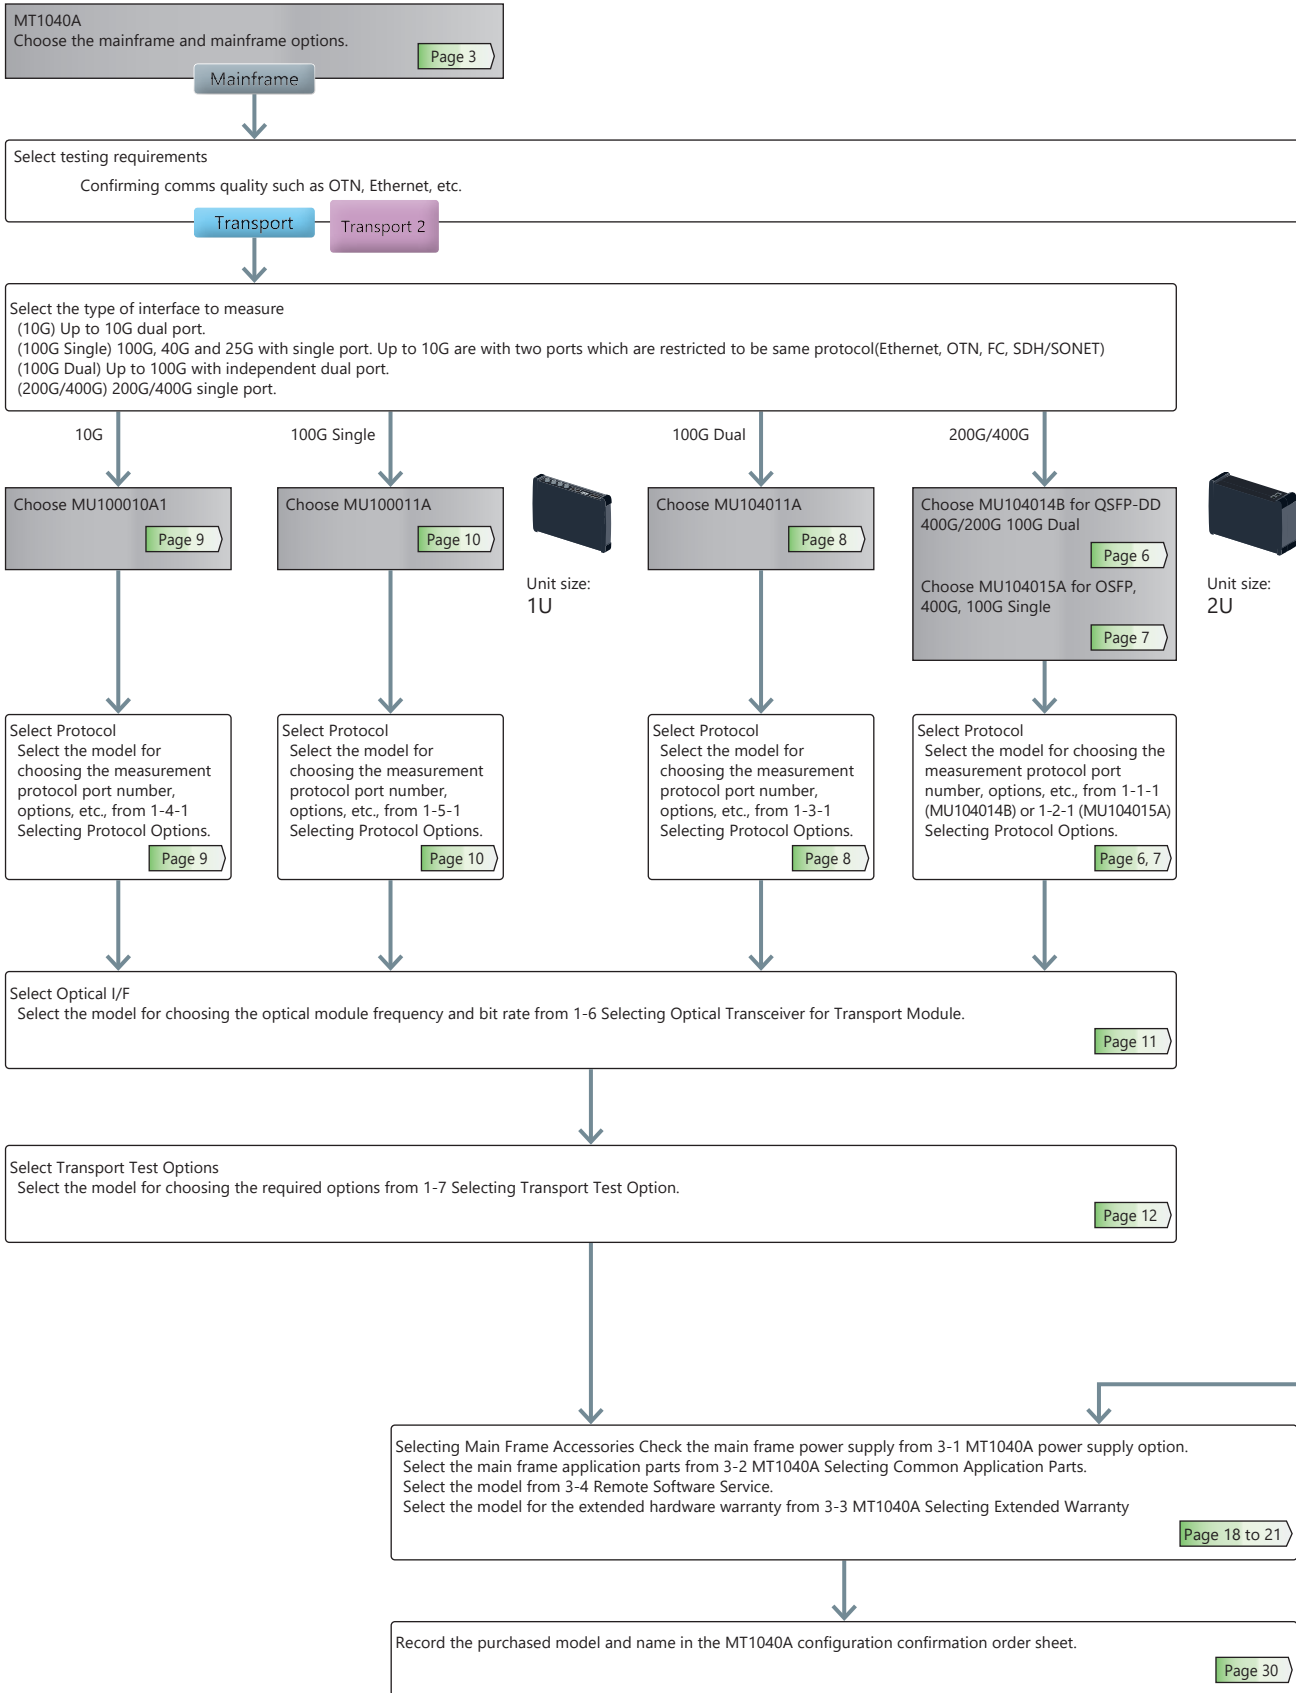 MT1040A
Choose the mainframe and mainframe options.
Page 3
Mainframe
Select testing requirements
Confirming comms quality such as OTN, Ethernet, etc.
Transport
Transport 2
Select the type of interface to measure
(10G) Up to 10G dual port.
(100G Single) 100G, 40G and 25G with single port. Up to 10G are with two ports which are restricted to be same protocol(Ethernet, OTN, FC, SDH/SONET)
(100G Dual) Up to 100G with independent dual port.
(200G/400G) 200G/400G single port.
10G
100G Single
100G Dual
200G/400G
Choose MU100010A1
Page 9
Choose MU100011A
Page 10
Unit size:
1U
Choose MU104011A
Page 8
Choose MU104014B for QSFP-DD
400G/200G 100G Dual
Page 6
Choose MU104015A for OSFP,
400G, 100G Single
Page 7
Unit size:
2U
Select Protocol
Select the model for
choosing the measurement
protocol port number,
options, etc., from 1-4-1
Selecting Protocol Options.
Page 9
Select Protocol
Select the model for
choosing the measurement
protocol port number,
options, etc., from 1-5-1
Selecting Protocol Options.
Page 10
Select Protocol
Select the model for
choosing the measurement
protocol port number,
options, etc., from 1-3-1
Selecting Protocol Options.
Page 8
Select Protocol
Select the model for choosing the
measurement protocol port
number, options, etc., from 1-1-1
(MU104014B) or 1-2-1 (MU104015A)
Selecting Protocol Options.
Page 6, 7
Select Optical I/F
Select the model for choosing the optical module frequency and bit rate from 1-6 Selecting Optical Transceiver for Transport Module.
Page 11
Select Transport Test Options
Select the model for choosing the required options from 1-7 Selecting Transport Test Option.
Page 12
Selecting Main Frame Accessories Check the main frame power supply from 3-1 MT1040A power supply option.
Select the main frame application parts from 3-2 MT1040A Selecting Common Application Parts.
Select the model from 3-4 Remote Software Service.
Select the model for the extended hardware warranty from 3-3 MT1040A Selecting Extended Warranty
Page 18 to 21
Record the purchased model and name in the MT1040A configuration confirmation order sheet.
Page 30